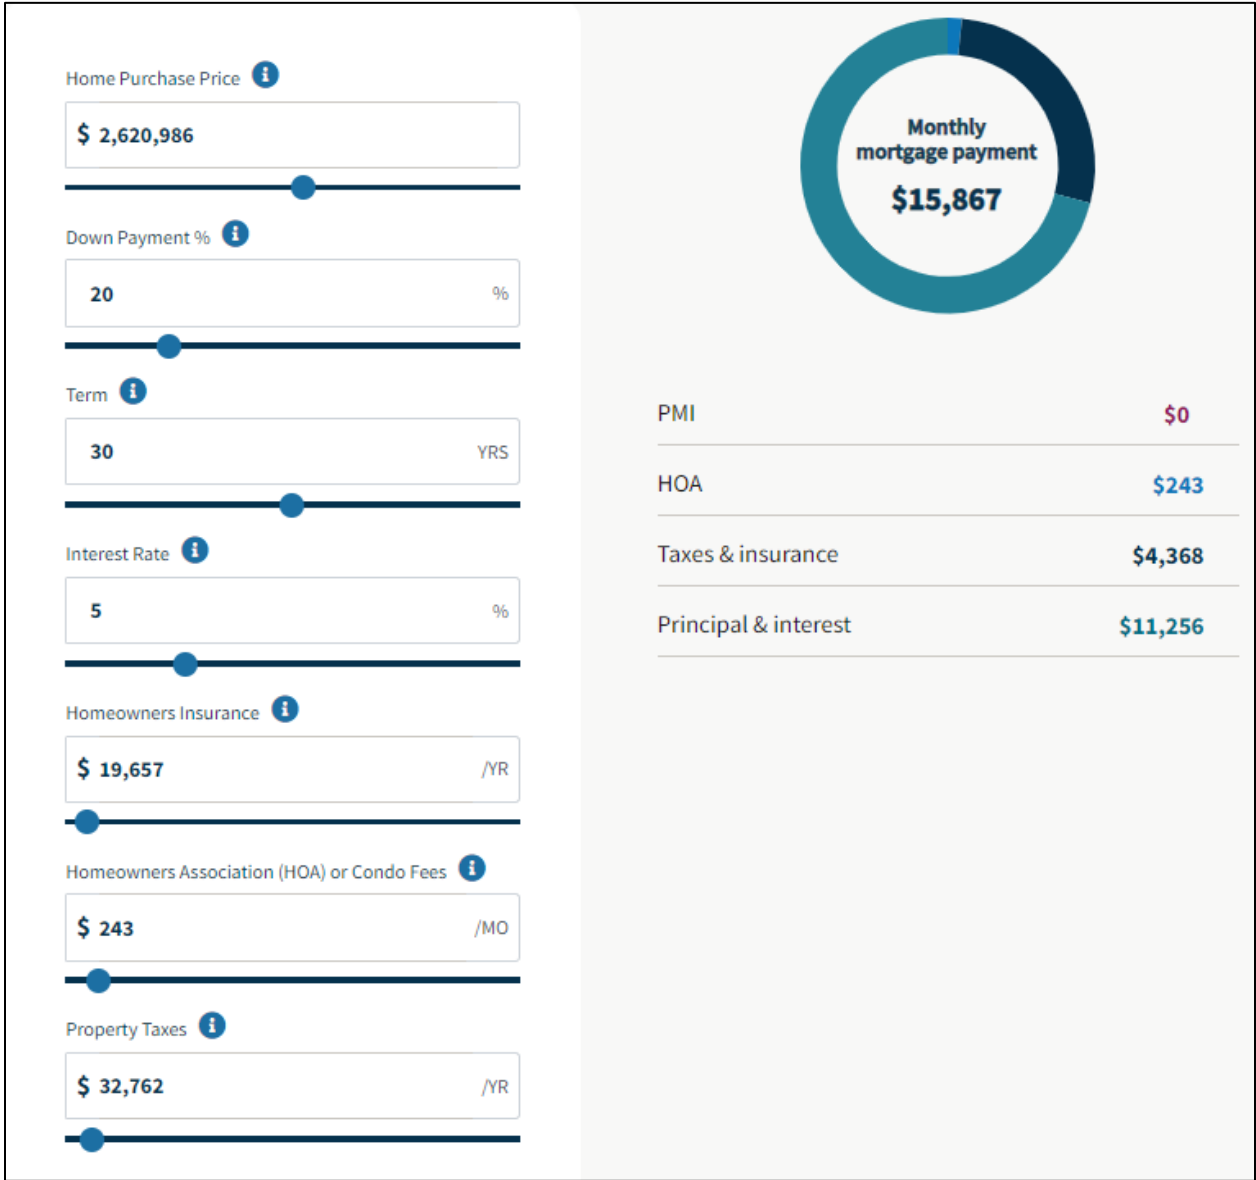 Home Purchase Price
$ 2,620,986
Down Payment %
20 %
Term
30 YRS
Interest Rate
5 %
Homeowners Insurance
$ 19,657 /YR
Homeowners Association (HOA) or Condo Fees
$ 243 /MO
Property Taxes
$ 32,762 /YR
Monthly
mortgage payment
$15,867
PMI $0
HOA $243
Taxes & insurance $4,368
Principal & interest $11,256